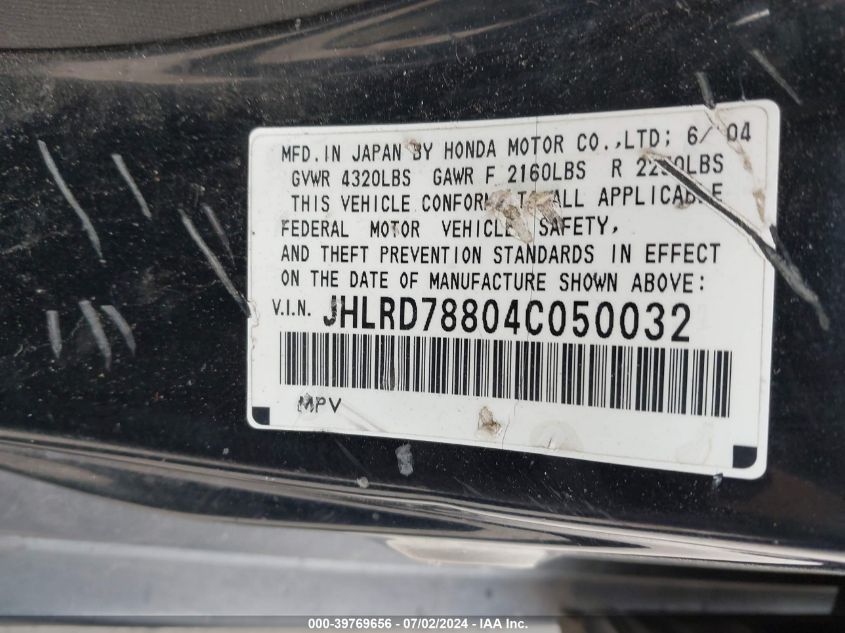 MFD. IN JAPAN BY HONDA MOTOR CO.,LTD; 6/ 04
GVWR 4320LBS GAWR F 2160LBS R LBS
THIS VEHICLE CONFORM ALL APPLICABLE
FEDERAL MOTOR VEHICLE SAFETY,
AND THEFT PREVENTION STANDARDS IN EFFECT
ON THE DATE OF MANUFACTURE SHOWN ABOVE:
V.I.N. JHLRD78804C050032
MPV
000-39769656 - 07/02/2024 - IAA Inc.